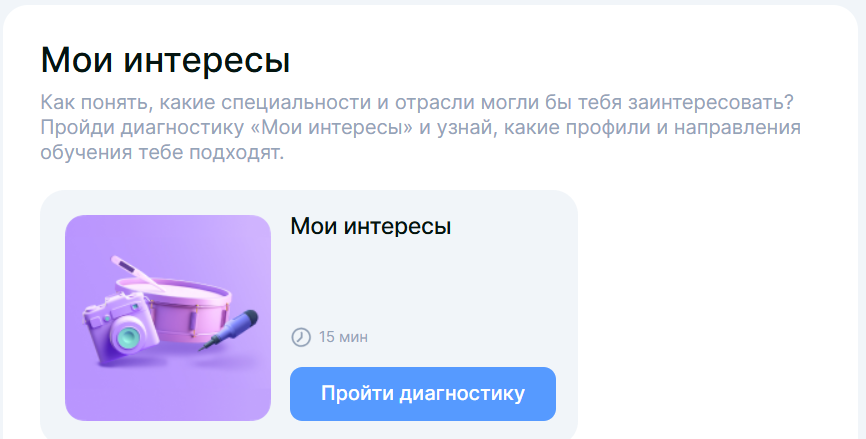 Мои интересы
Как понять, какие специальности и отрасли могли бы тебя заинтересовать?
Пройди диагностику «Мои интересы» и узнай, какие профили и направления
обучения тебе подходят.
Мои интересы
15 мин
Пройти диагностику